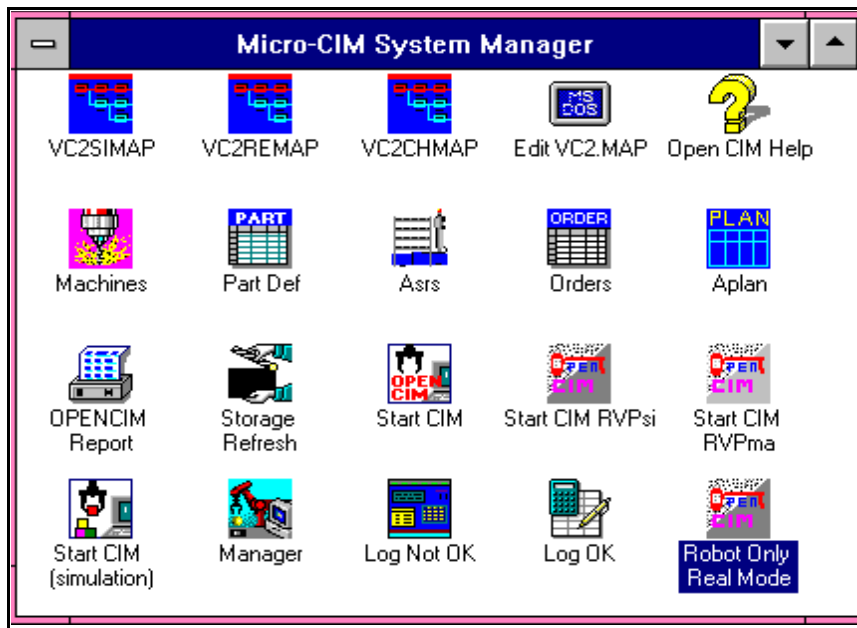 Micro-CIM System Manager
VC2SIMAP
VC2REMAP
VC2CHMAP
MS
DOS
Edit VC2.MAP
Open CIM Help
Machines
PART
Part Def
Asrs
ORDER
Orders
PLAN
Aplan
OPENCIM
Report
Storage
Refresh
OPEN
CIM
Start CIM
OPEN
CIM
Start CIM RVPsi
OPEN
CIM
Start CIM
RVPma
Start CIM
(simulation)
Manager
Log Not OK
Log OK
OPEN
CIM
Robot Only
Real Mode